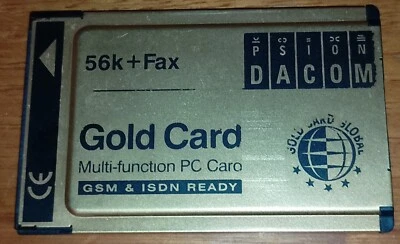 PSION
DACOM
56k+Fax
Gold Card
Multi-function PC Card
GSM & ISDN READY
GOLD CARD GLOBAL
CE